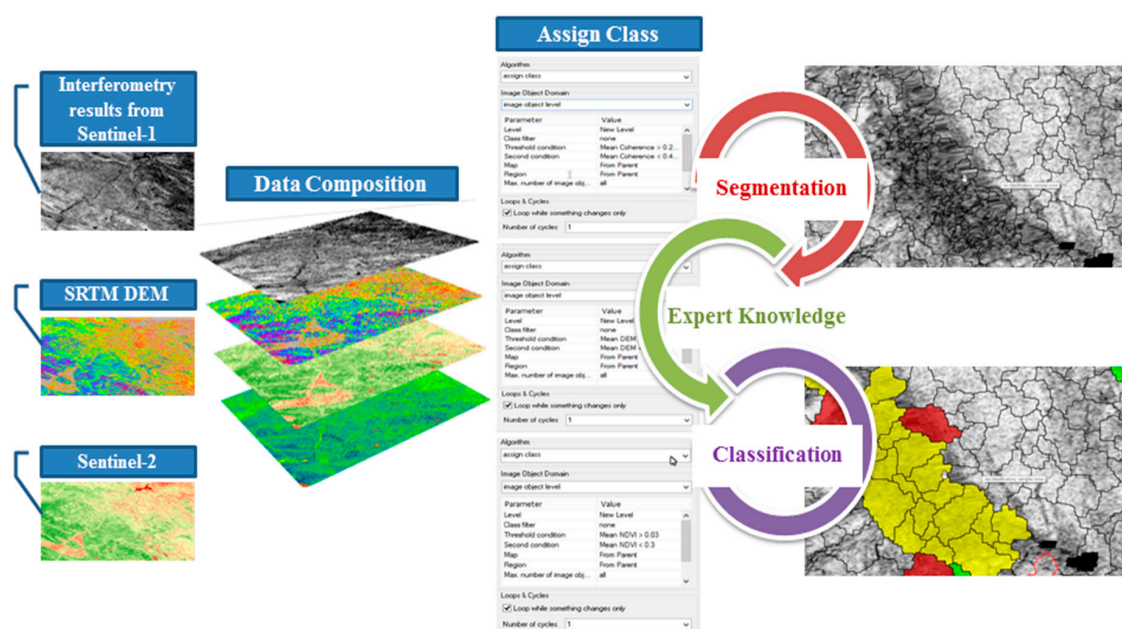 Interferometry
results from
Sentinel-1
SRTM DEM
Sentinel-2
Data Composition
Assign Class
Algorithm
assign class
Image Object Domain
image object level
Parameter Value
Level New Level
Class filter none
Threshold condition Mean Coherence > 0.2...
Second condition Mean Coherence < 0.4...
Map From Parent
Region From Parent
Max. number of image obj... all
Loops & Cycles
Loop while something changes only
Number of cycles 1
Algorithm
assign class
Image Object Domain
image object level
Parameter Value
Level New Level
Class filter none
Threshold condition Mean DEM
Second condition Mean DEM
Map From Parent
Region From Parent
Max. number of image obj... all
Loops & Cycles
Loop while something changes only
Number of cycles 1
Algorithm
assign class
Image Object Domain
image object level
Parameter Value
Level New Level
Class filter none
Threshold condition Mean NDVI > 0.03
Second condition Mean NDVI < 0.3
Map From Parent
Region From Parent
Max. number of image obj... all
Loops & Cycles
Loop while something changes only
Number of cycles 1
Segmentation
Expert Knowledge
Classification